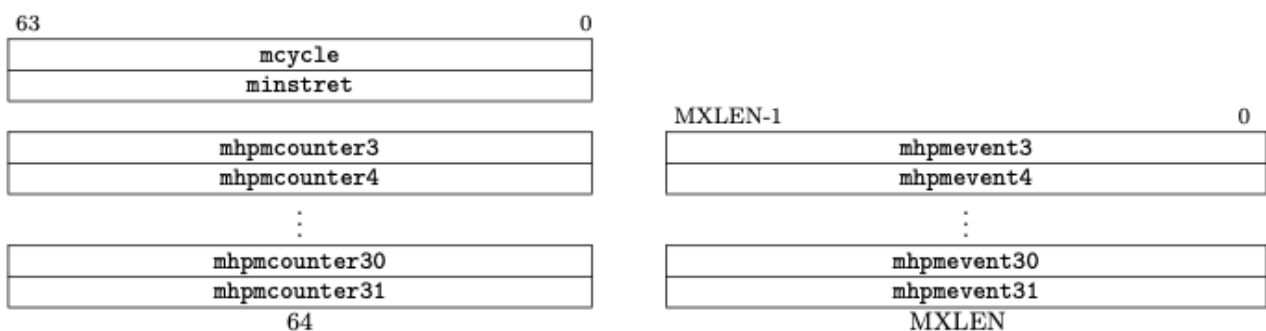 63 0
mcycle
minstret
mhpmcounter3
mhpmcounter4
⋮
mhpmcounter30
mhpmcounter31
64
MXLEN-1 0
mhpmevent3
mhpmevent4
⋮
mhpmevent30
mhpmevent31
MXLEN